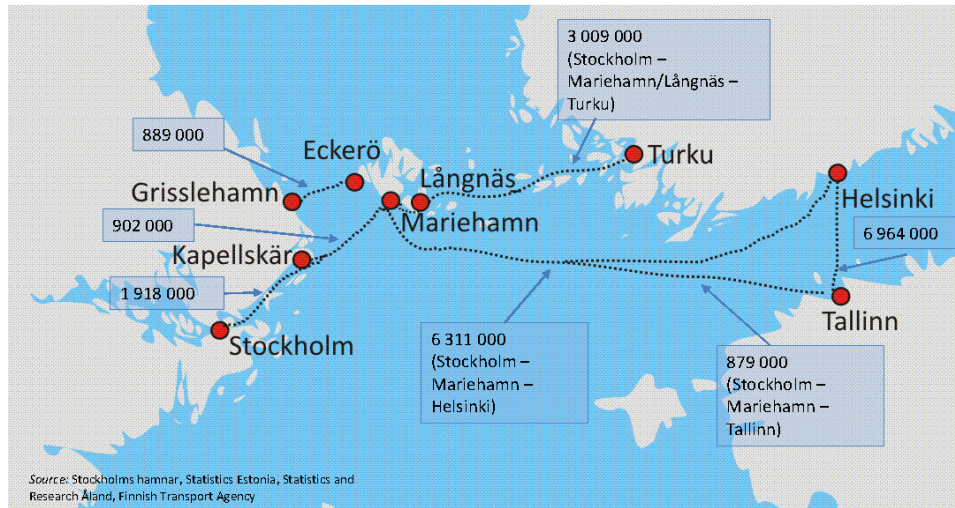 3 009 000
(Stockholm –
Mariehamn/Långnäs –
Turku)
889 000
Eckerö
Turku
Grisslehamn
Långnäs
Helsinki
902 000
Mariehamn
6 964 000
Kapellskär
1 918 000
Tallinn
Stockholm
6 311 000
(Stockholm –
Mariehamn –
Helsinki)
879 000
(Stockholm –
Mariehamn –
Tallinn)
Source: Stockholms hamnar, Statistics Estonia, Statistics and
Research Åland, Finnish Transport Agency